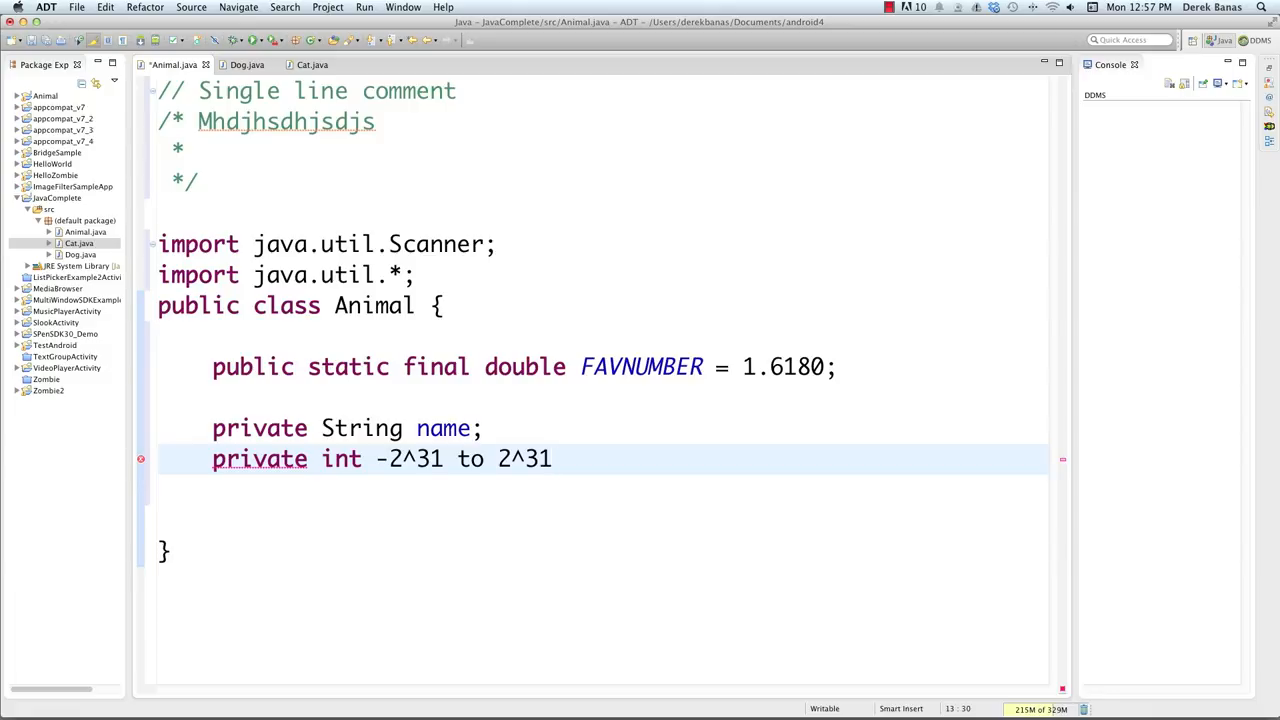 ADT File Edit Refactor Source Navigate Search Project Run Window Help 10 Mon 12:57 PM Derek Banas
Java - JavaComplete/src/Animal.java - ADT - /Users/derekbanas/Documents/android4
Quick Access Java DDMS
Package Exp *Animal.java Dog.java Cat.java Console
DDMS
Animal
appcompat_v7
appcompat_v7_2
appcompat_v7_3
appcompat_v7_4
BridgeSample
HelloWorld
HelloZombie
ImageFilterSampleApp
JavaComplete
src
(default package)
Animal.java
Cat.java
Dog.java
JRE System Library [Ja
ListPickerExample2Activi
MediaBrowser
MultiWindowSDKExample
MusicPlayerActivity
SlookActivity
SPenSDK30_Demo
TestAndroid
TextGroupActivity
VideoPlayerActivity
Zombie
Zombie2
// Single line comment
/* Mhdjhsdhjsdjs
*
*/
import java.util.Scanner;
import java.util.*;
public class Animal {
public static final double FAVNUMBER = 1.6180;
private String name;
private int -2^31 to 2^31
}
Writable Smart Insert 13 : 30 215M of 329M